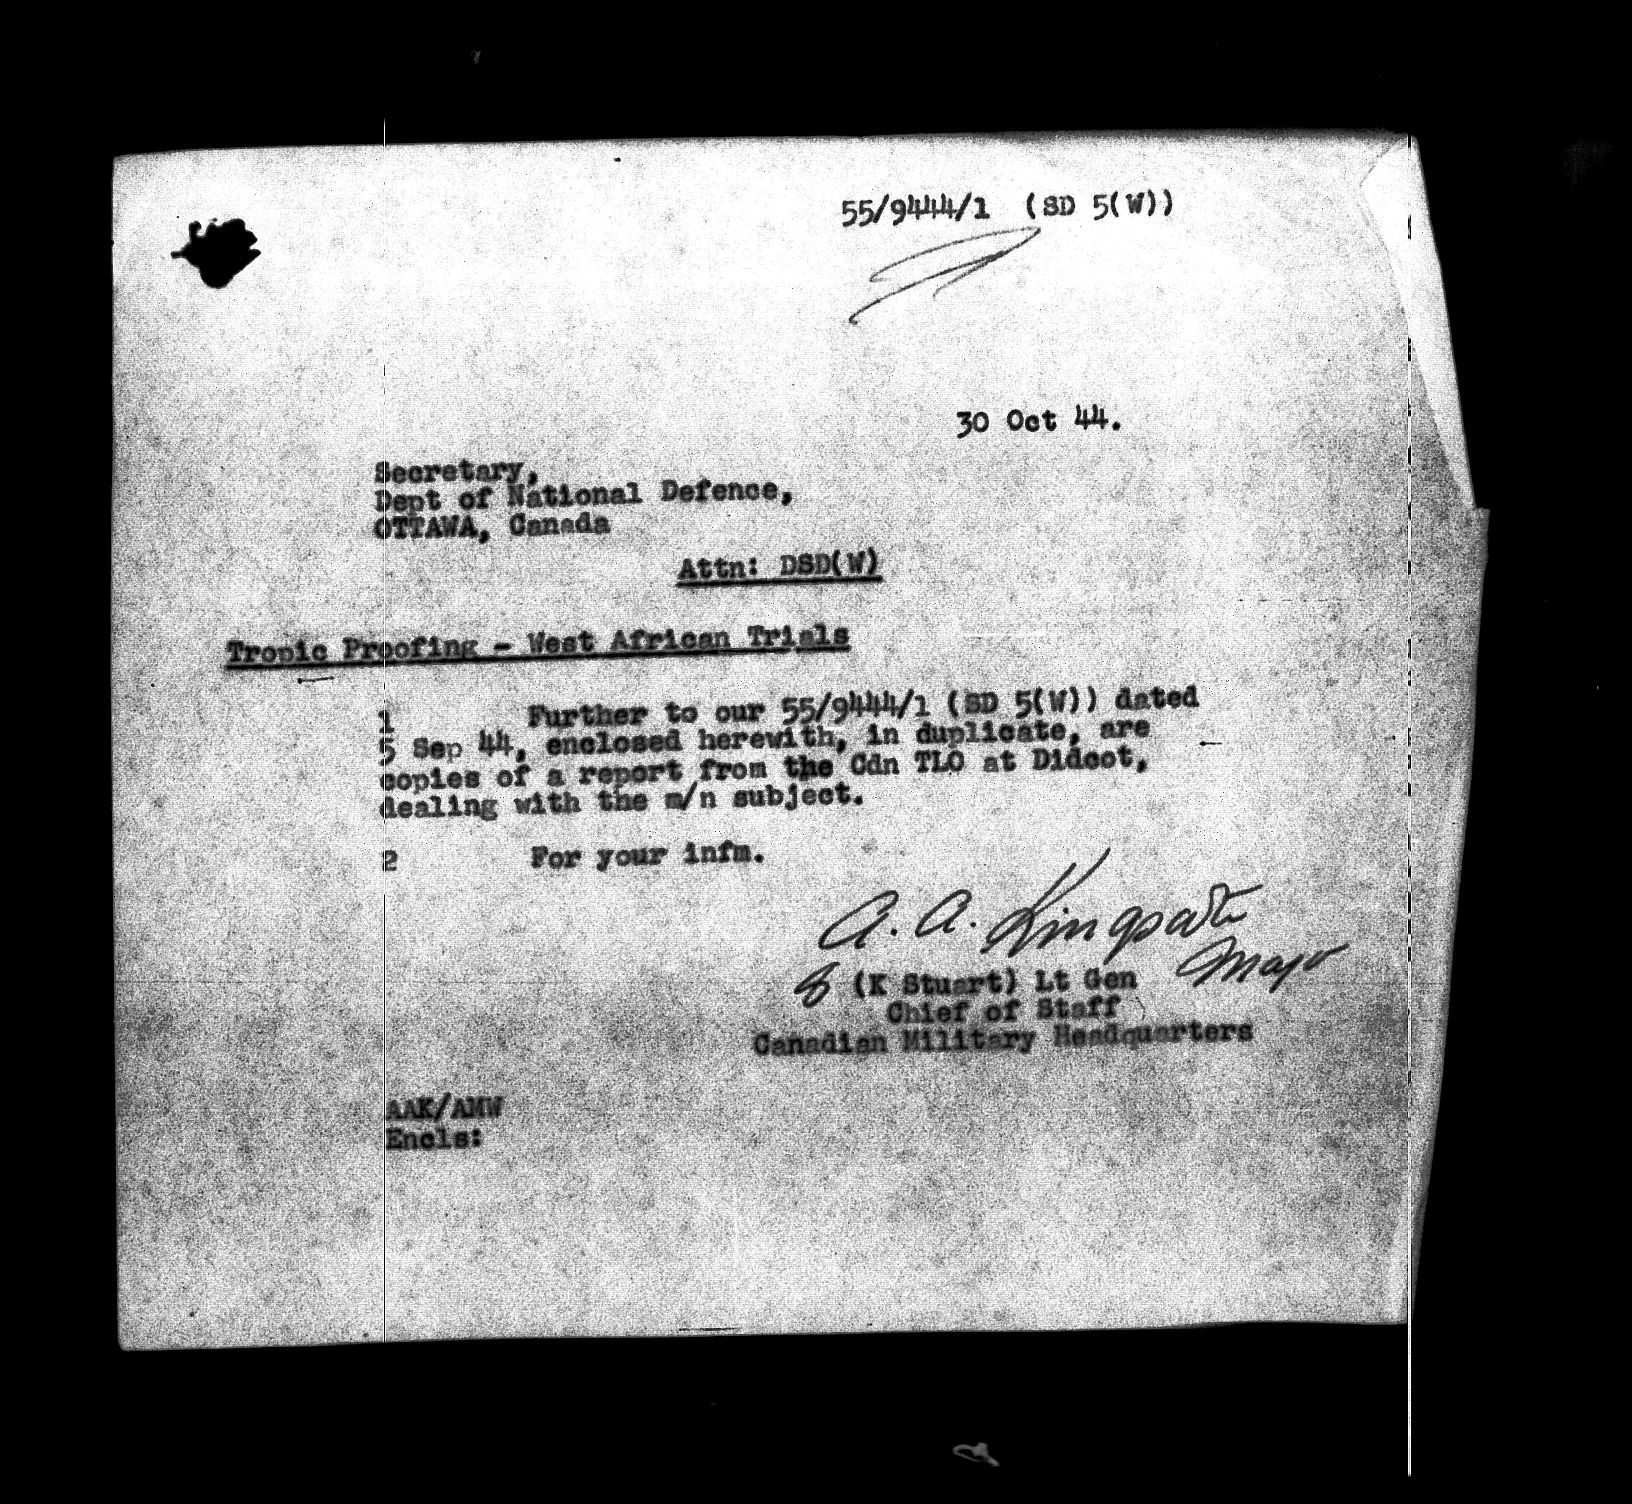 55/9444/1 (SD 5(W))
30 Oct 44.
Secretary,
Dept of National Defence,
OTTAWA, Canada
Attn: DSD(W)
Tropic Proofing - West African Trials
1 Further to our 55/9444/1 (SD 5(W)) dated
5 Sep 44, enclosed herewith, in duplicate, are
copies of a report from the Cdn TLO at Didcot,
dealing with the m/n subject.
2 For your infm.
A. A.
Major
(K Stuart) Lt Gen
Chief of Staff
Canadian Military Headquarters
AAK/AMW
Encls: